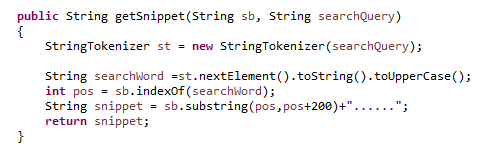 public String getSnippet(String sb, String searchQuery)
{
    StringTokenizer st = new StringTokenizer(searchQuery);
    String searchWord =st.nextElement().toString().toUpperCase();
    int pos = sb.indexOf(searchWord);
    String snippet = sb.substring(pos,pos+200)+"......";
    return snippet;
}